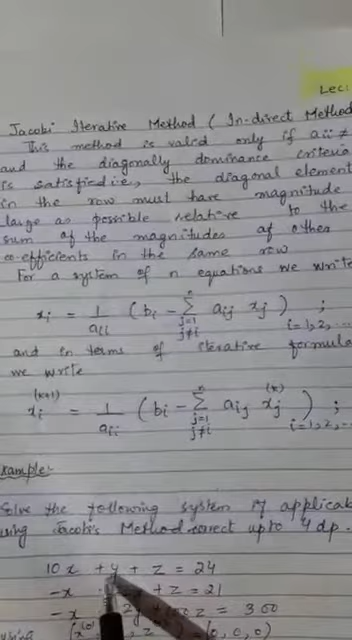 Lec:
Jacobi Iterative Method ( In-direct Method
This method is valid only if aii ≠
and the diagonally dominance criteria
is satisfied i.e., the diagonal element
in the row must have magnitude
large as possible relative to the
sum of the magnitudes of other
co-efficients in the same row
For a system of n equations we write
xi = 1/aii ( bi - Σ_{j=1, j≠i}^{n} aij xj ) ; i=1,2,...
and in terms of iterative formula
we write
xi^(k+1) = 1/aii ( bi - Σ_{j=1, j≠i}^{n} aij xj^(k) ) ; i=1,2,...
xample:-
Solve the following system if applicab
using Jacobi's Method correct upto 4 dp.
10x + y + z = 24
-x + z = 21
-x z = 300
(x^(0) z = (0, 0, 0)